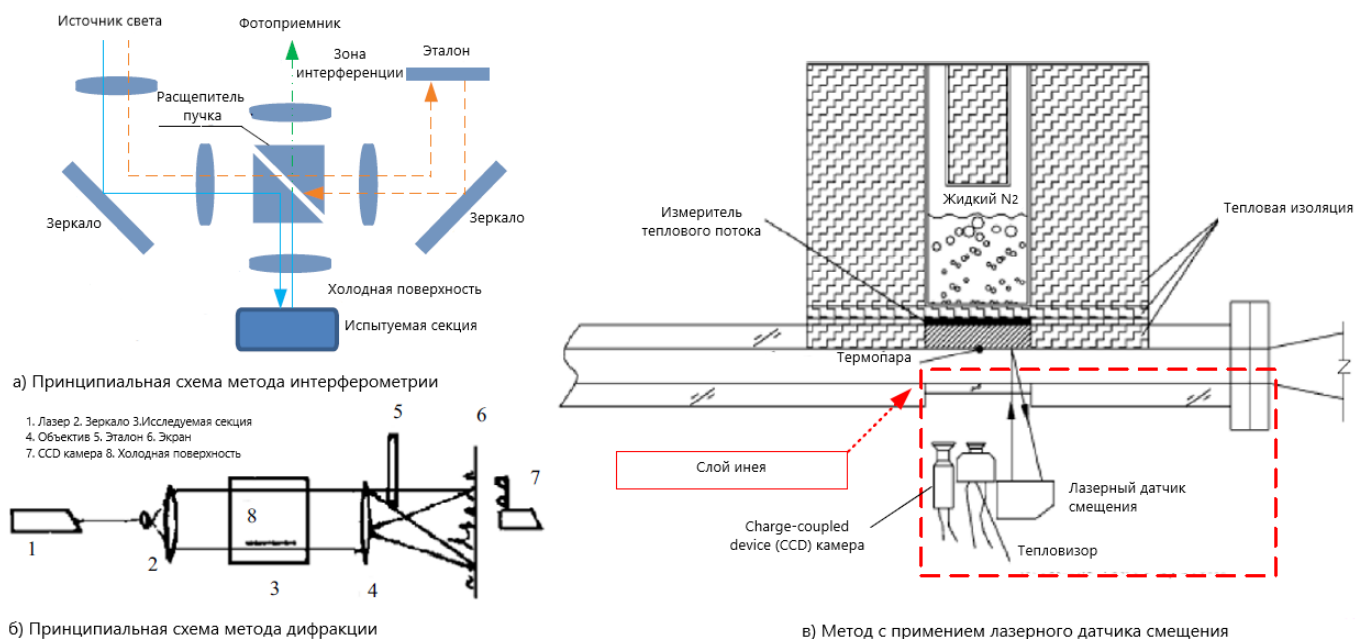 Источник света
Фотоприемник
Зона
интерференции
Эталон
Расщепитель
пучка
Зеркало
Зеркало
Холодная поверхность
Испытуемая секция
а) Принципиальная схема метода интерферометрии
1. Лазер 2. Зеркало 3.Исследуемая секция
4. Объектив 5. Эталон 6. Экран
7. CCD камера 8. Холодная поверхность
5
6
7
8
1
2
3
4
б) Принципиальная схема метода дифракции
Жидкий N2
Измеритель
теплового потока
Тепловая изоляция
Термопара
Слой инея
Лазерный датчик
смещения
Charge-coupled
device (CCD) камера
Тепловизор
в) Метод с примением лазерного датчика смещения